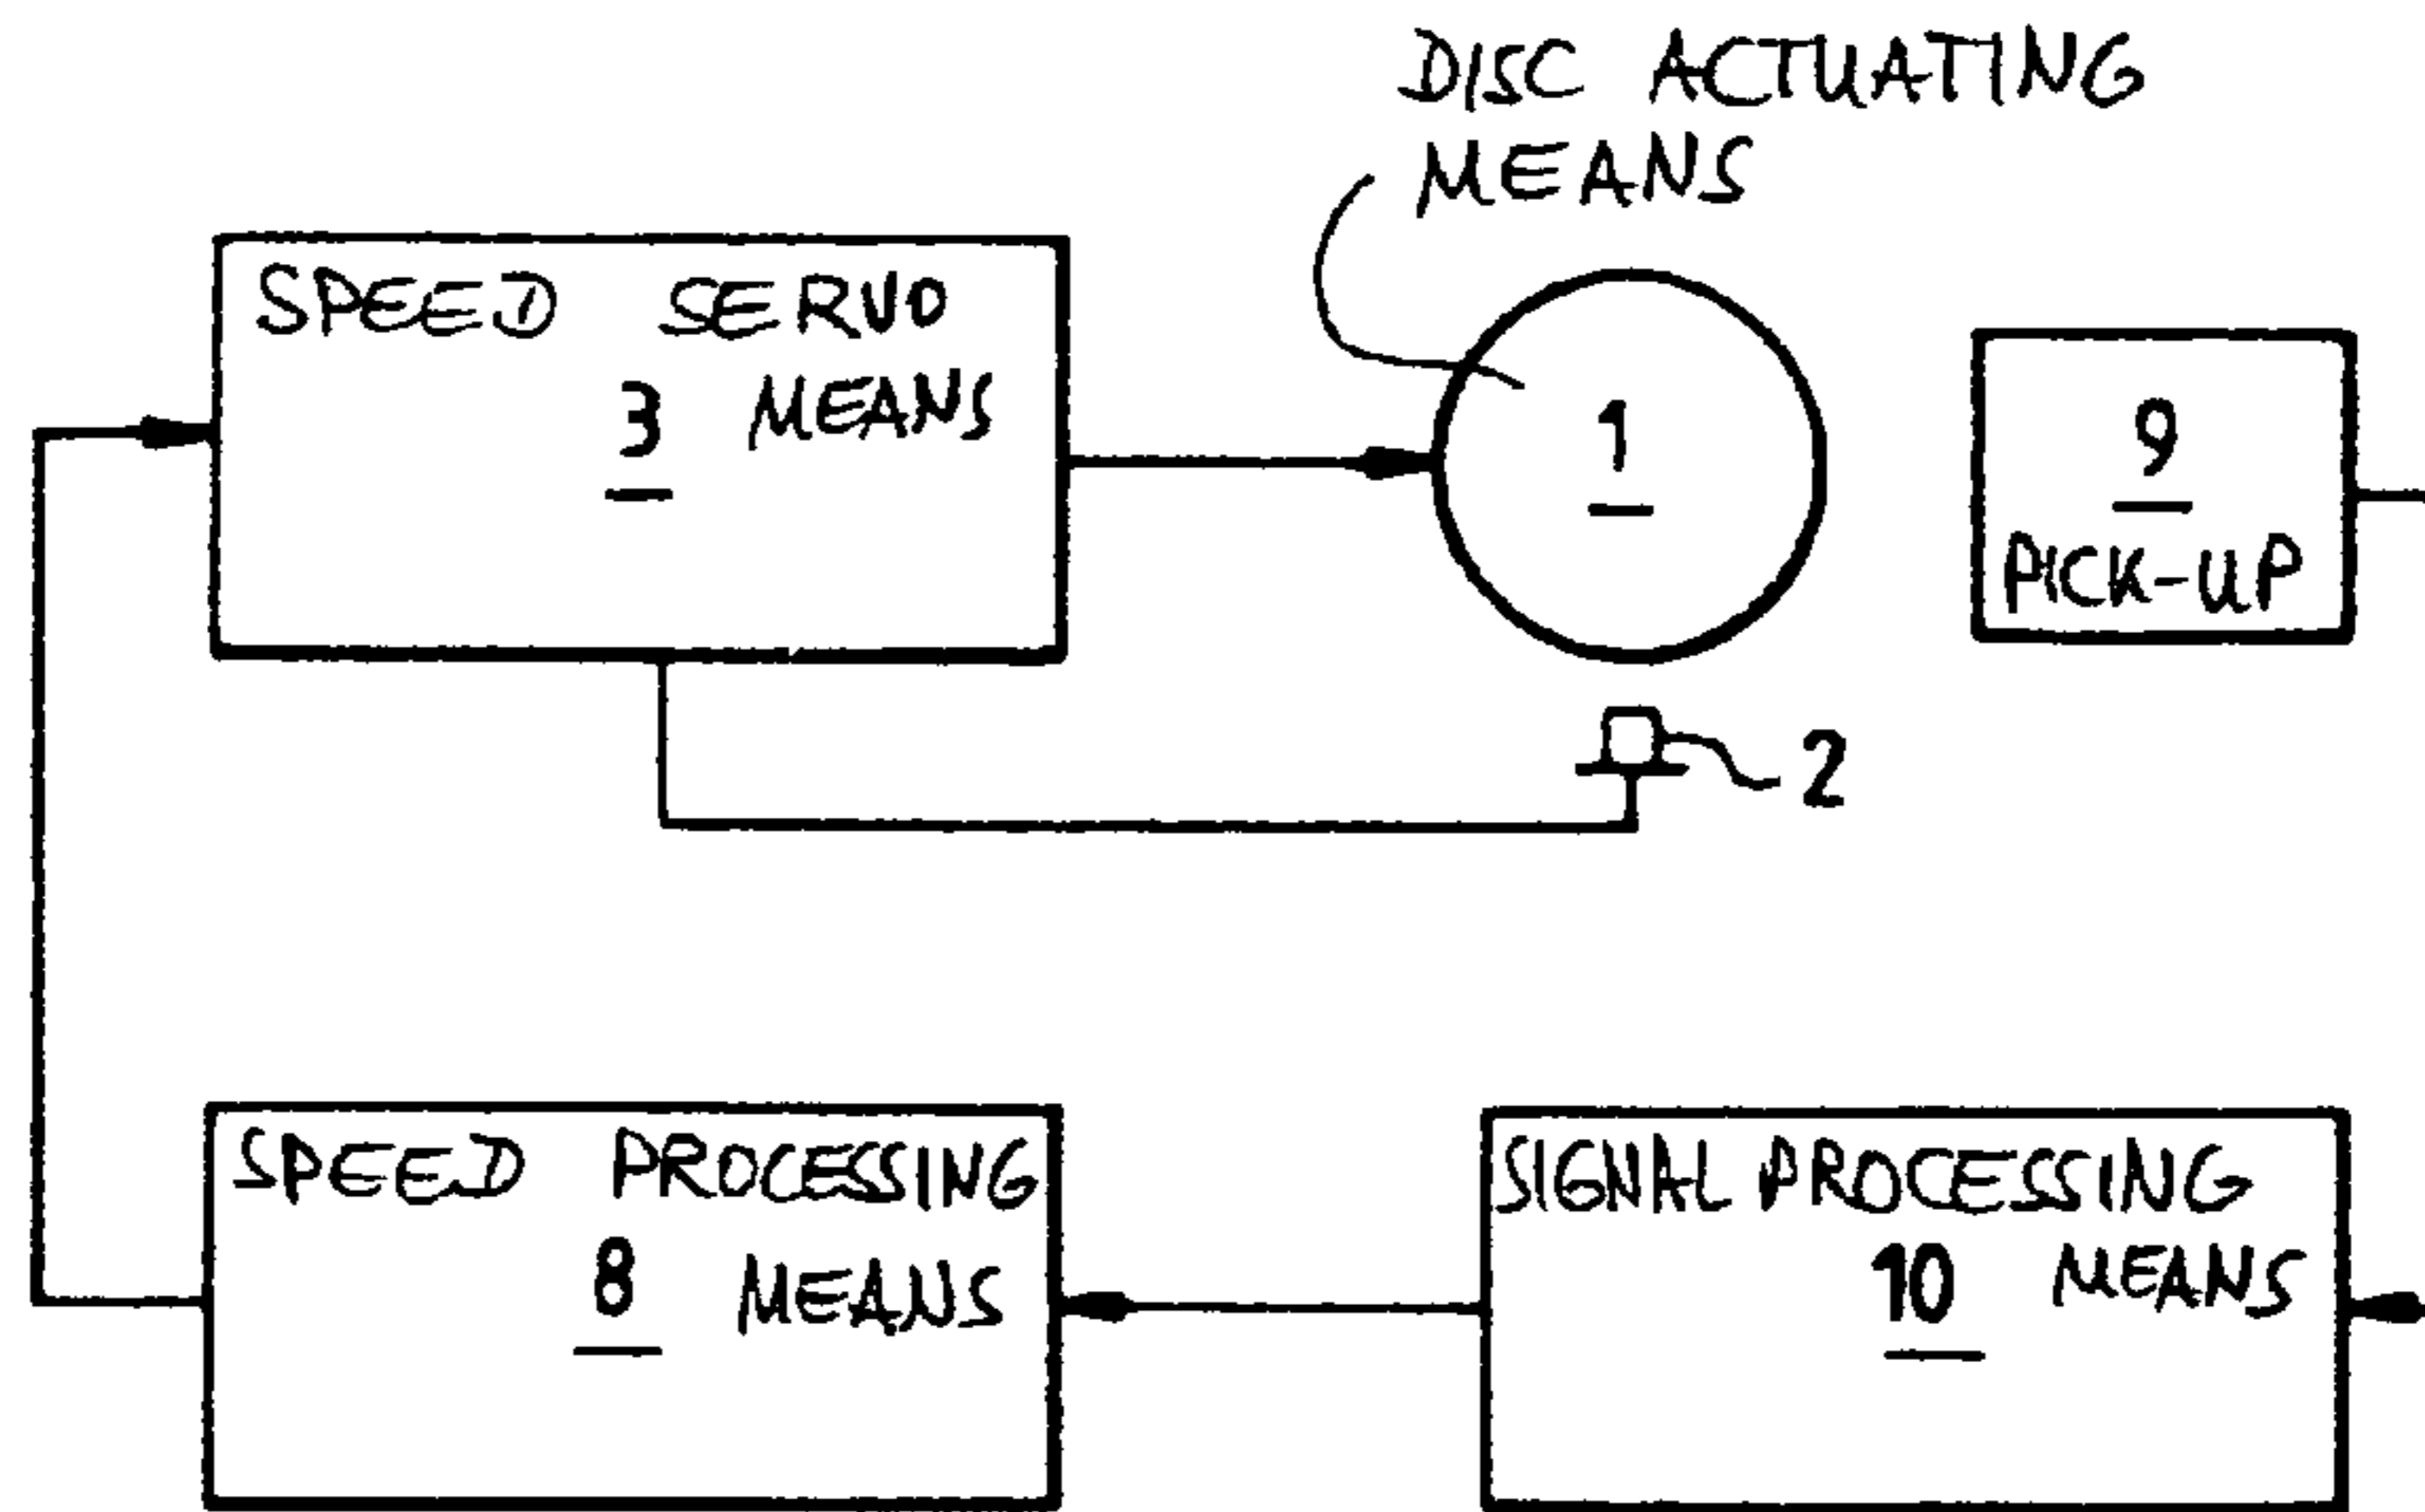 DISC ACTUATING
MEANS
SPEED SERVO
3 MEANS
1
9
PICK-UP
2
SPEED PROCESSING
8 MEANS
SIGNAL PROCESSING
10 MEANS